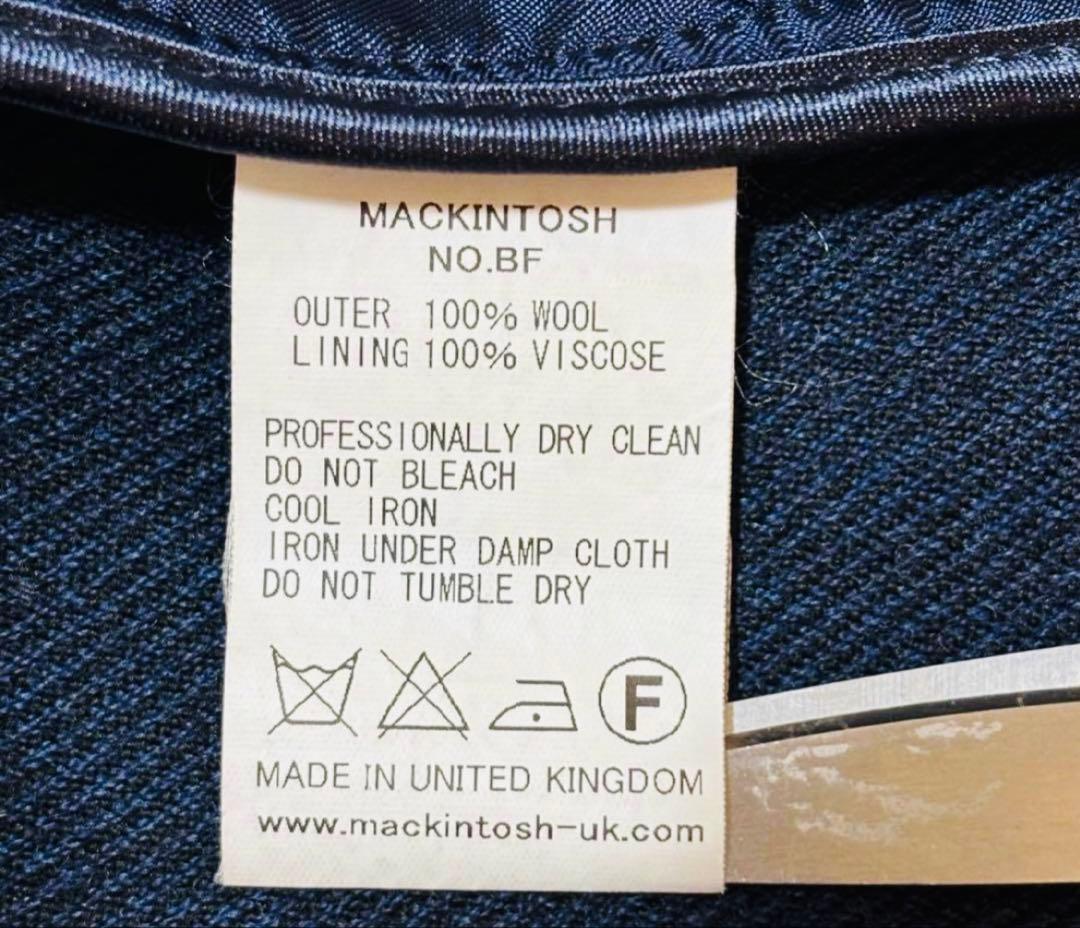 MACKINTOSH
NO.BF
OUTER 100% WOOL
LINING 100% VISCOSE
PROFESSIONALLY DRY CLEAN
DO NOT BLEACH
COOL IRON
IRON UNDER DAMP CLOTH
DO NOT TUMBLE DRY
F
MADE IN UNITED KINGDOM
www.mackintosh-uk.com